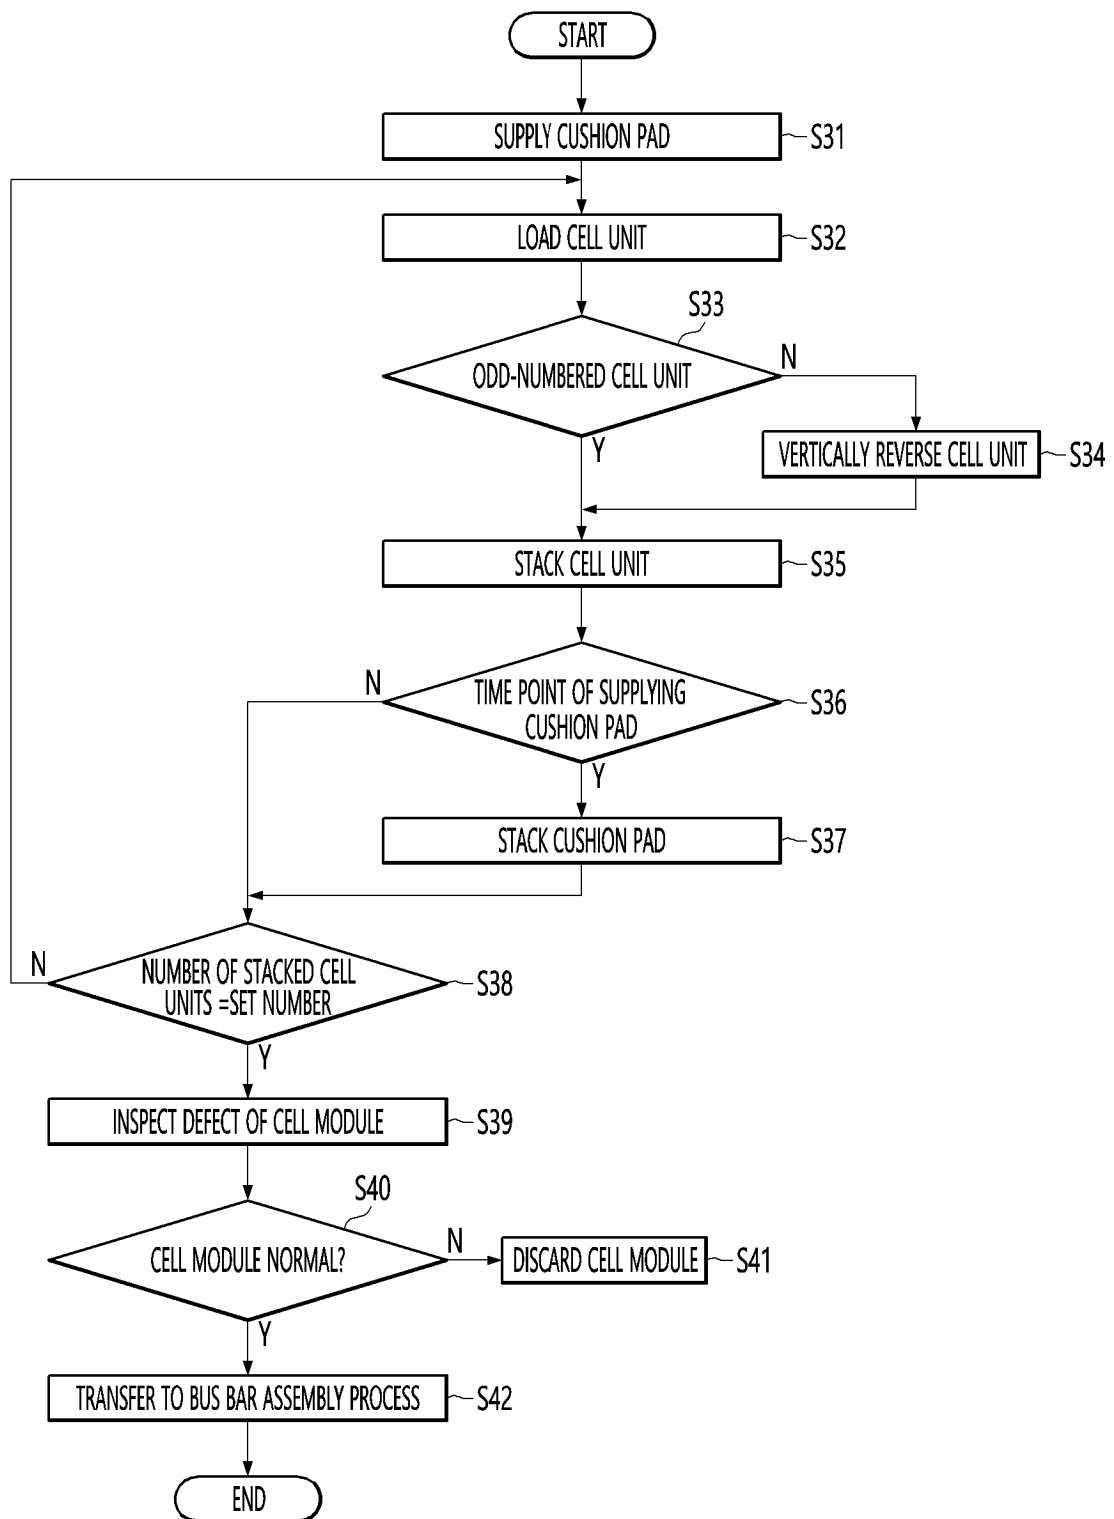 START
SUPPLY CUSHION PAD
S31
LOAD CELL UNIT
S32
S33
ODD-NUMBERED CELL UNIT
N
Y
VERTICALLY REVERSE CELL UNIT
S34
STACK CELL UNIT
S35
N
TIME POINT OF SUPPLYING
CUSHION PAD
S36
Y
STACK CUSHION PAD
S37
N
NUMBER OF STACKED CELL
UNITS =SET NUMBER
S38
Y
INSPECT DEFECT OF CELL MODULE
S39
S40
CELL MODULE NORMAL?
N
DISCARD CELL MODULE
S41
Y
TRANSFER TO BUS BAR ASSEMBLY PROCESS
S42
END